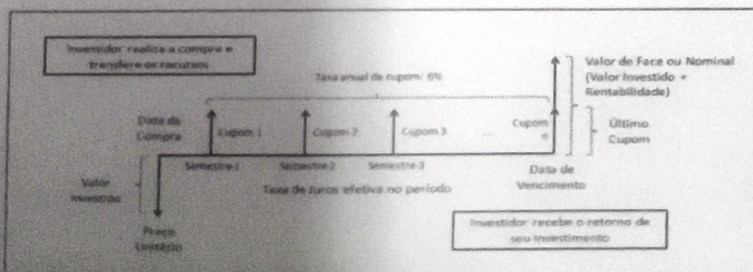 Investidor realiza a compra e
transfere os recursos
Taxa anual de cupom: 6%
Valor de Face ou Nominal
(Valor Investido +
Rentabilidade)
Data da
Compra
Cupom 1
Cupom 2
Cupom 3
...
Cupom
n
Último
Cupom
Semestre 1
Semestre 2
Semestre 3
Data de
Vencimento
Valor
Investido
Taxa de Juros efetiva no período
Preço
Unitário
Investidor recebe o retorno de
seu investimento